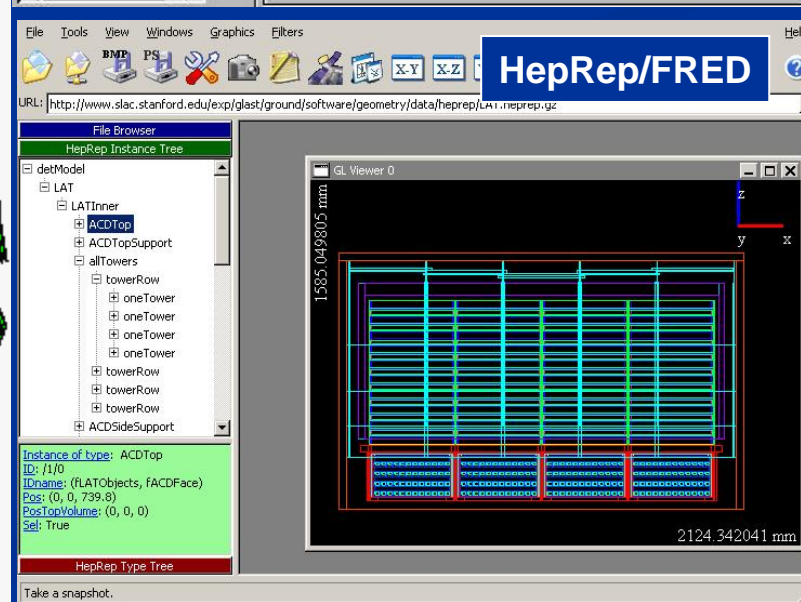 File Tools View Windows Graphics Filters
BMP PS X-Y X-Z
HepRep/FRED
URL: http://www.slac.stanford.edu/exp/glast/ground/software/geometry/data/heprep/LAT.heprep.gz
File Browser
HepRep Instance Tree
detModel
LAT
LATInner
ACDTop
ACDTopSupport
allTowers
towerRow
oneTower
oneTower
oneTower
oneTower
towerRow
towerRow
towerRow
ACDSideSupport
Instance of type: ACDTop
ID: /1/0
IDname: (fLATObjects, fACDFace)
Pos: (0, 0, 739.8)
PosTopVolume: (0, 0, 0)
Sel: True
HepRep Type Tree
Take a snapshot.
GL Viewer 0
1585.049805 mm
z
y x
2124.342041 mm